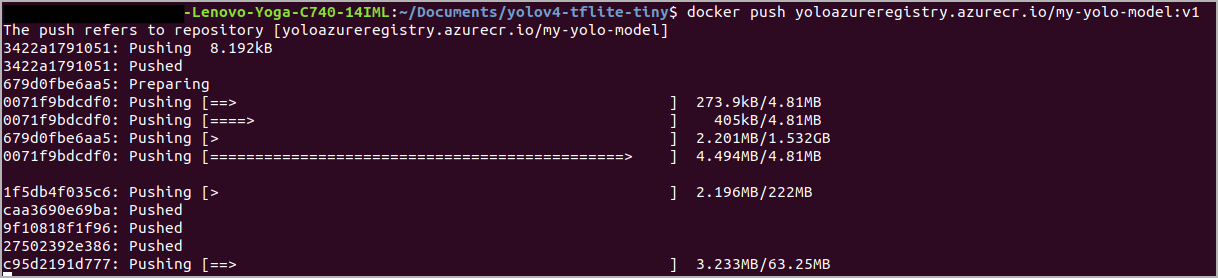 -Lenovo-Yoga-C740-14IML:~/Documents/yolov4-tflite-tiny$ docker push yoloazureregistry.azurecr.io/my-yolo-model:v1
The push refers to repository [yoloazureregistry.azurecr.io/my-yolo-model]
3422a1791051: Pushing  8.192kB
3422a1791051: Pushed
679d0fbe6aa5: Preparing
0071f9bdcdf0: Pushing [==>                                                ]  273.9kB/4.81MB
0071f9bdcdf0: Pushing [====>                                              ]    405kB/4.81MB
679d0fbe6aa5: Pushing [>                                                  ]  2.201MB/1.532GB
0071f9bdcdf0: Pushing [==============================================>    ]  4.494MB/4.81MB
1f5db4f035c6: Pushing [>                                                  ]  2.196MB/222MB
caa3690e69ba: Pushed
9f10818f1f96: Pushed
27502392e386: Pushed
c95d2191d777: Pushing [==>                                                ]  3.233MB/63.25MB